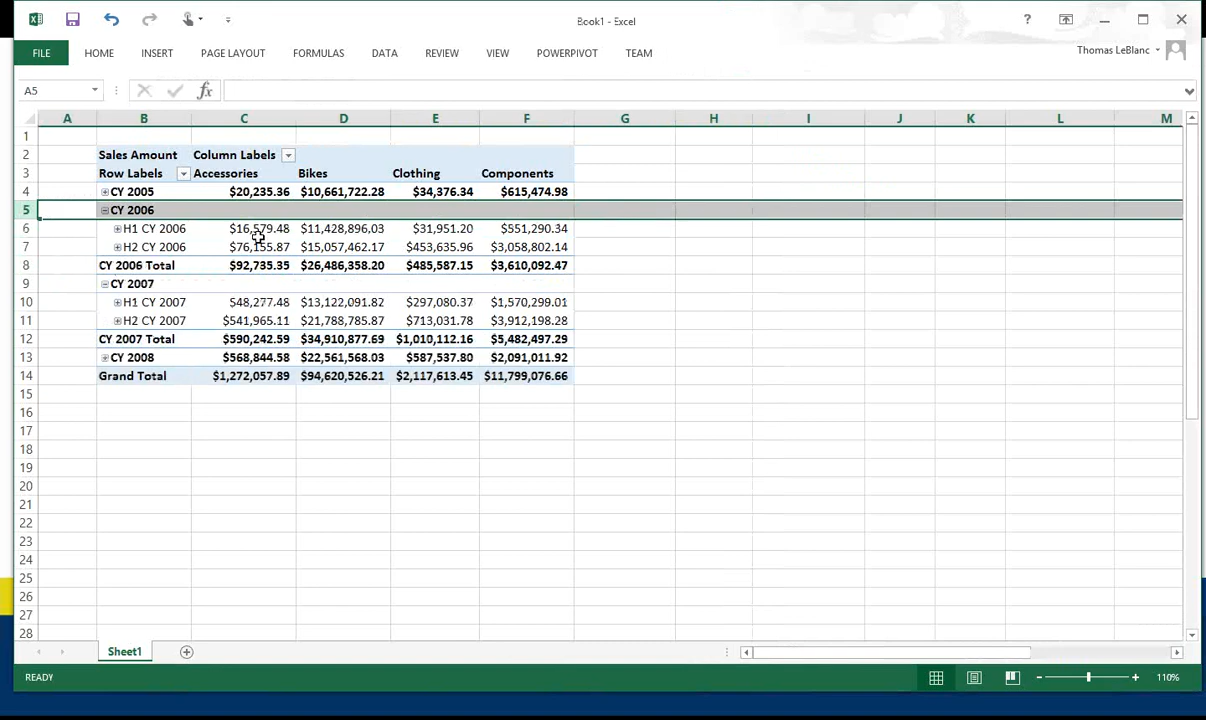 Book1 - Excel
?
FILE HOME INSERT PAGE LAYOUT FORMULAS DATA REVIEW VIEW POWERPIVOT TEAM Thomas LeBlanc
A5 fx
A B C D E F G H I J K L M
1
2 Sales Amount Column Labels
3 Row Labels Accessories Bikes Clothing Components
4 CY 2005 $20,235.36 $10,661,722.28 $34,376.34 $615,474.98
5 CY 2006
6 H1 CY 2006 $16,579.48 $11,428,896.03 $31,951.20 $551,290.34
7 H2 CY 2006 $76,155.87 $15,057,462.17 $453,635.96 $3,058,802.14
8 CY 2006 Total $92,735.35 $26,486,358.20 $485,587.15 $3,610,092.47
9 CY 2007
10 H1 CY 2007 $48,277.48 $13,122,091.82 $297,080.37 $1,570,299.01
11 H2 CY 2007 $541,965.11 $21,788,785.87 $713,031.78 $3,912,198.28
12 CY 2007 Total $590,242.59 $34,910,877.69 $1,010,112.16 $5,482,497.29
13 CY 2008 $568,844.58 $22,561,568.03 $587,537.80 $2,091,011.92
14 Grand Total $1,272,057.89 $94,620,526.21 $2,117,613.45 $11,799,076.66
15
16
17
18
19
20
21
22
23
24
25
26
27
28
Sheet1
READY 110%